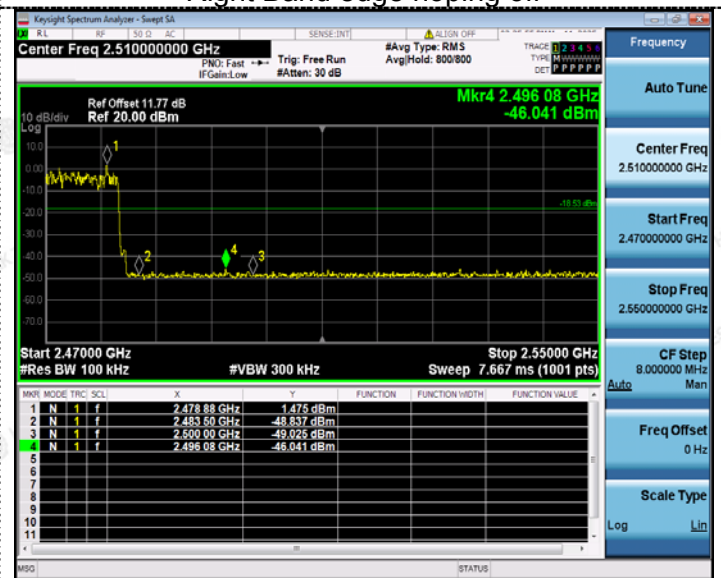 Right Band edge hoping off
Keysight Spectrum Analyzer - Swept SA
RL RF 50 Ω AC SENSE:INT ALIGN OFF
Center Freq 2.510000000 GHz
PNO: Fast
IFGain:Low
Trig: Free Run
#Atten: 30 dB
#Avg Type: RMS
Avg|Hold: 800/800
TRACE 1 2 3 4 5 6
TYPE M
DET P P P P P P
Mkr4 2.496 08 GHz
-46.041 dBm
Ref Offset 11.77 dB
10 dB/div Ref 20.00 dBm
Log
10.0
0.00
-10.0
-20.0
-30.0
-40.0
-50.0
-60.0
-70.0
1
2
4
3
-18.53 dBm
Start 2.47000 GHz Stop 2.55000 GHz
#Res BW 100 kHz #VBW 300 kHz Sweep 7.667 ms (1001 pts)
MKR MODE TRC SCL X Y FUNCTION FUNCTION WIDTH FUNCTION VALUE
1 N 1 f 2.478 88 GHz 1.475 dBm
2 N 1 f 2.483 50 GHz -48.837 dBm
3 N 1 f 2.500 00 GHz -49.025 dBm
4 N 1 f 2.496 08 GHz -46.041 dBm
5
6
7
8
9
10
11
MSG STATUS
Frequency
Auto Tune
Center Freq
2.510000000 GHz
Start Freq
2.470000000 GHz
Stop Freq
2.550000000 GHz
CF Step
8.000000 MHz
Auto Man
Freq Offset
0 Hz
Scale Type
Log Lin